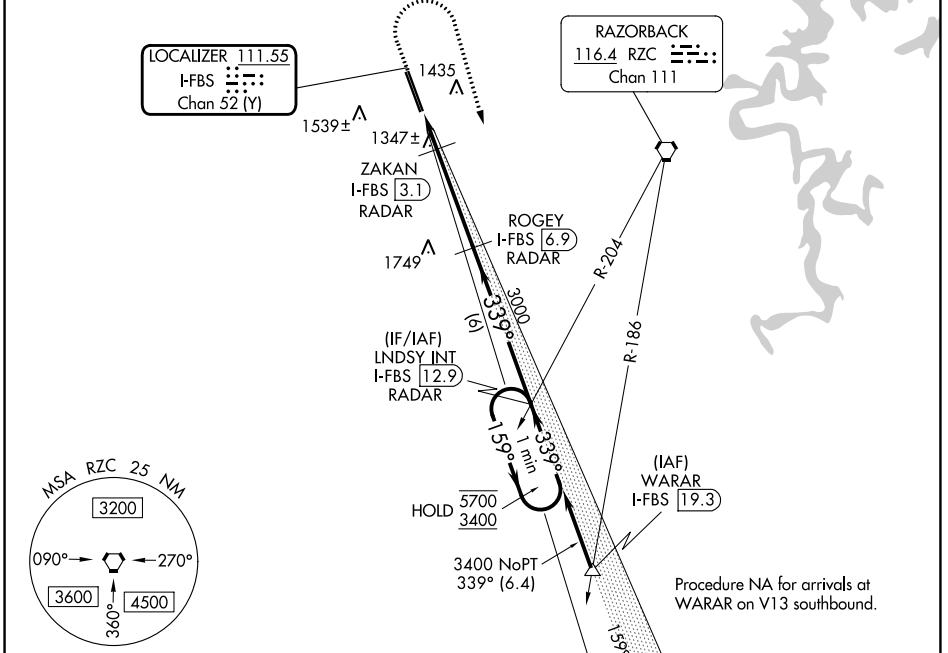 LOCALIZER 111.55
I-FBS
Chan 52 (Y)
RAZORBACK
116.4 RZC
Chan 111
1435
1539±
1347±
ZAKAN
I-FBS 3.1
RADAR
ROGEY
I-FBS 6.9
RADAR
1749
R-204
R-186
3000
339°
(6)
(IF/IAF)
LNDSY INT
I-FBS 12.9
RADAR
159°
1 min
339°
HOLD 5700
3400
(IAF)
WARAR
I-FBS 19.3
3400 NoPT
339° (6.4)
Procedure NA for arrivals at
WARAR on V13 southbound.
159°
MSA RZC 25 NM
3200
090°
270°
3600
4500
360°